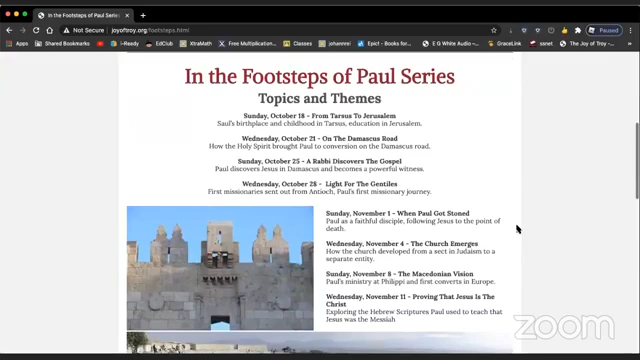 In the Footsteps of Paul Series
Not Secure
joyoftroy.org/footsteps.html
Paused
Apps
Shared Bookmarks
EdClub
XtraMath
Free Multiplication...
johannrei
Epic! - Books for...
E G White Audio -...
GraceLink
ssnet
The Joy of Troy -...
In the Footsteps of Paul Series
Topics and Themes
Sunday, October 18 - From Tarsus To Jerusalem
Saul's birthplace and childhood in Tarsus, education in Jerusalem.
Wednesday, October 21 - On The Damascus Road
How the Holy Spirit brought Paul to conversion on the Damascus road.
Sunday, October 25 - A Rabbi Discovers The Gospel
Paul discovers Jesus in Damascus and becomes a powerful witness.
Wednesday, October 28 - Light For The Gentiles
First missionaries sent out from Antioch, Paul's first missionary journey.
Sunday, November 1 - When Paul Got Stoned
Paul as a faithful disciple, following Jesus to the point of
death.
Wednesday, November 4 - The Church Emerges
How the church developed from a sect in Judaism to a
separate entity.
Sunday, November 8 - The Macedonian Vision
Paul's ministry at Philippi and first converts in Europe.
Wednesday, November 11 - Proving That Jesus Is The
Christ
Exploring the Hebrew Scriptures Paul used to teach that
Jesus was the Messiah
zoom